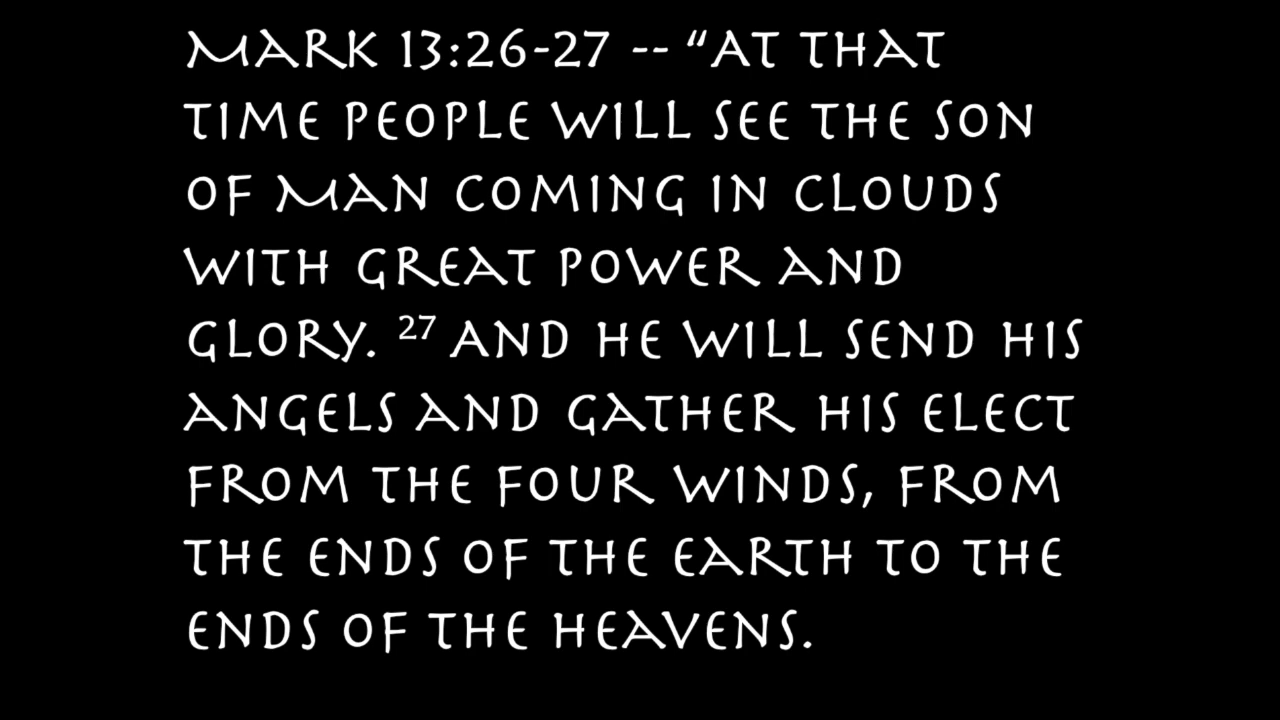 Mark 13:26-27 -- “At that
time people will see the Son
of Man coming in clouds
with great power and
glory. 27 And he will send his
angels and gather his elect
from the four winds, from
the ends of the earth to the
ends of the heavens.